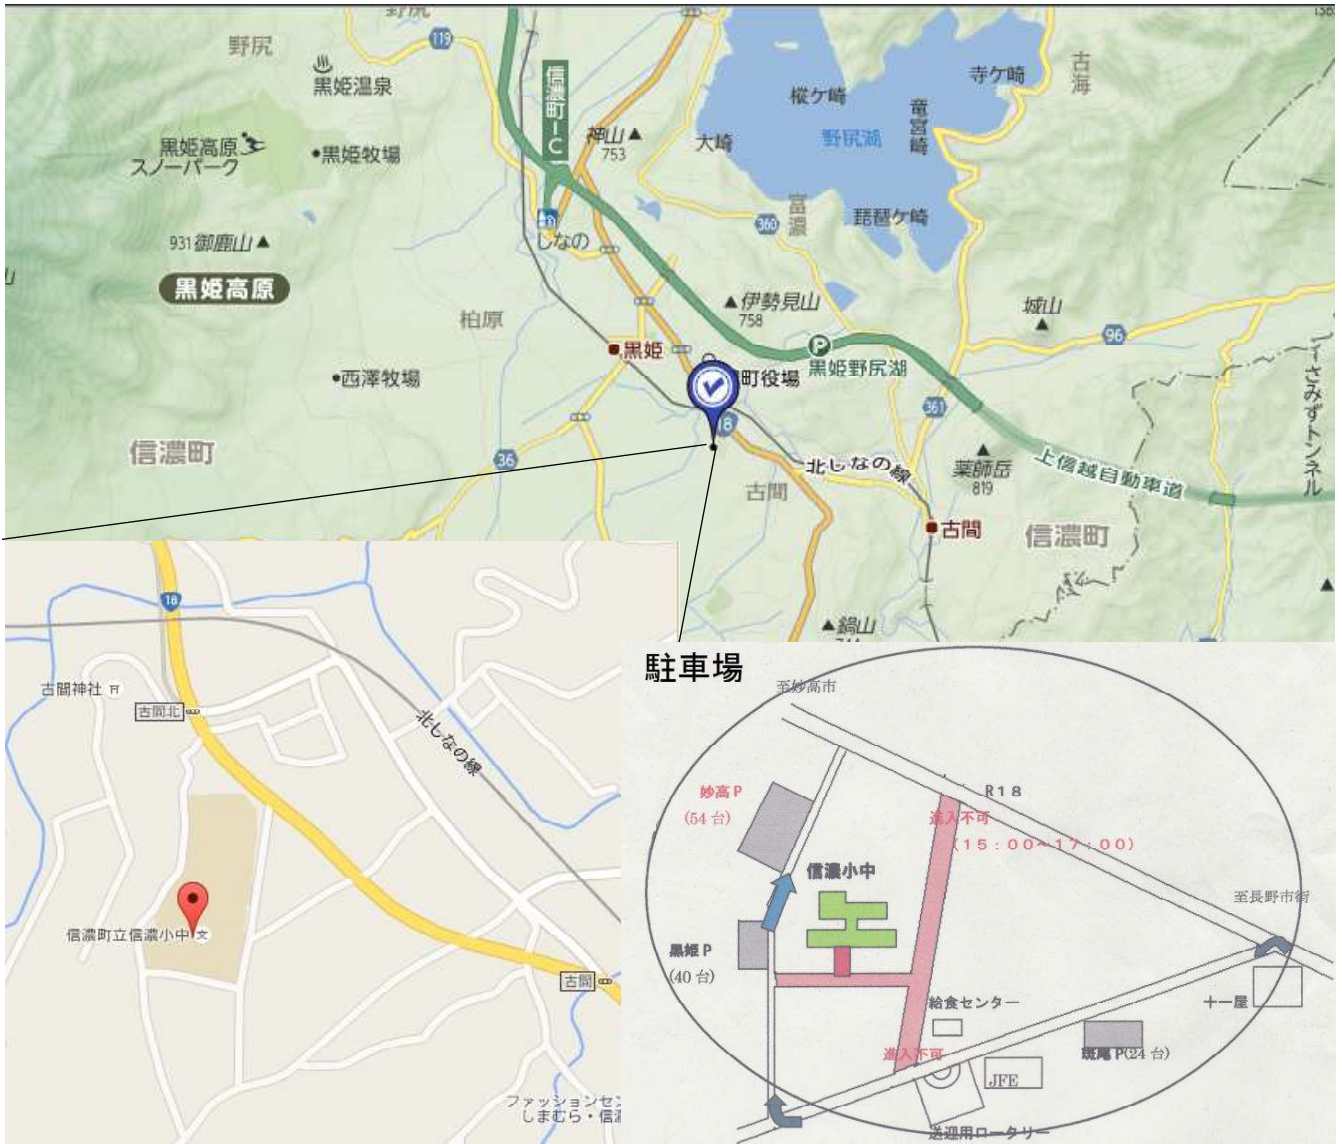 野尻
野尻
119
黒姫温泉
信濃町IC
寺ケ崎
古海
樅ケ崎
竜宮崎
神山
753
大崎
野尻湖
黒姫高原
スノーパーク
黒姫牧場
富濃
360
琵琶ケ崎
931 御鹿山
しなの
黒姫高原
伊勢見山
758
城山
柏原
96
黒姫
黒姫野尻湖
西澤牧場
町役場
361
18
信濃町
36
北しなの線
薬師岳
819
上信越自動車道
さみずトンネル
古間
古間
信濃町
鍋山
18
古間神社
古間北
北しなの線
信濃町立信濃小中
文
古間
ファッションセン
しまむら・信濃
駐車場
至妙高市
R18
妙高P
(54台)
進入不可
(15:00~17:00)
信濃小中
至長野市街
黒姫P
(40台)
給食センター
十一屋
進入不可
斑尾P(24台)
JFE
送迎用ロータリー